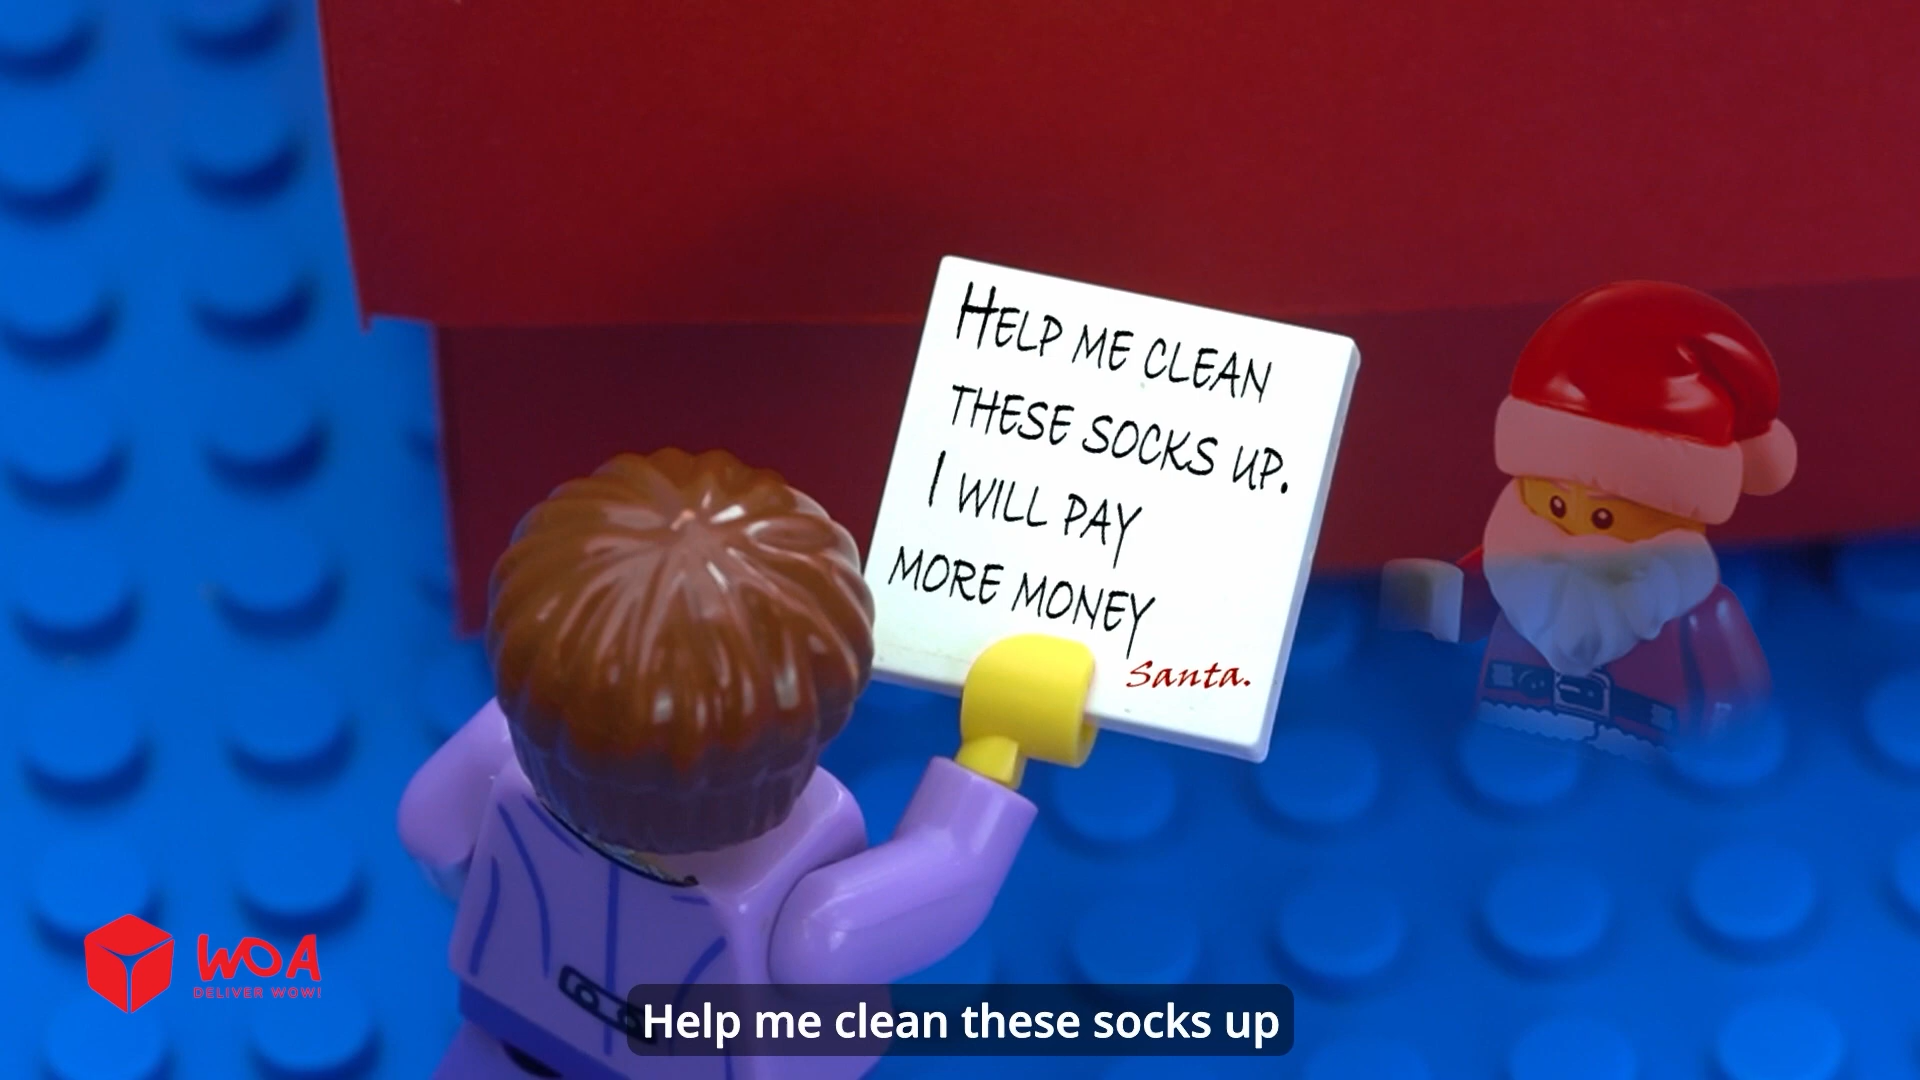 HELP ME CLEAN
THESE SOCKS UP.
I WILL PAY
MORE MONEY
Santa.
WOA
DELIVER WOW!
Help me clean these socks up